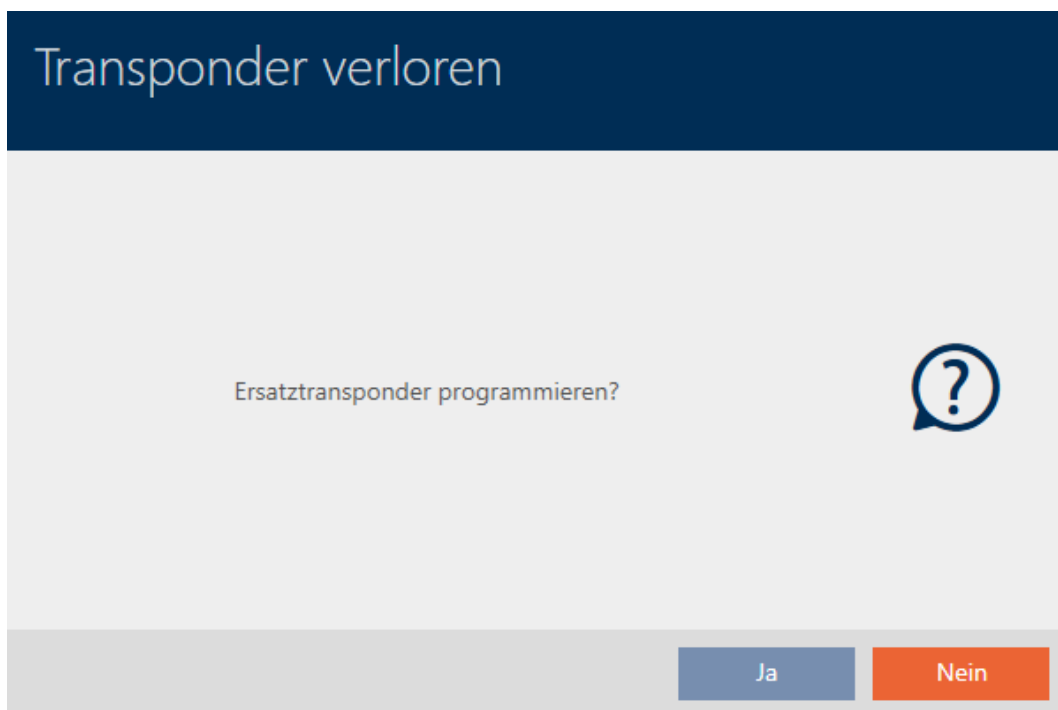 Transponder verloren
Ersatztransponder programmieren?
?
Ja
Nein